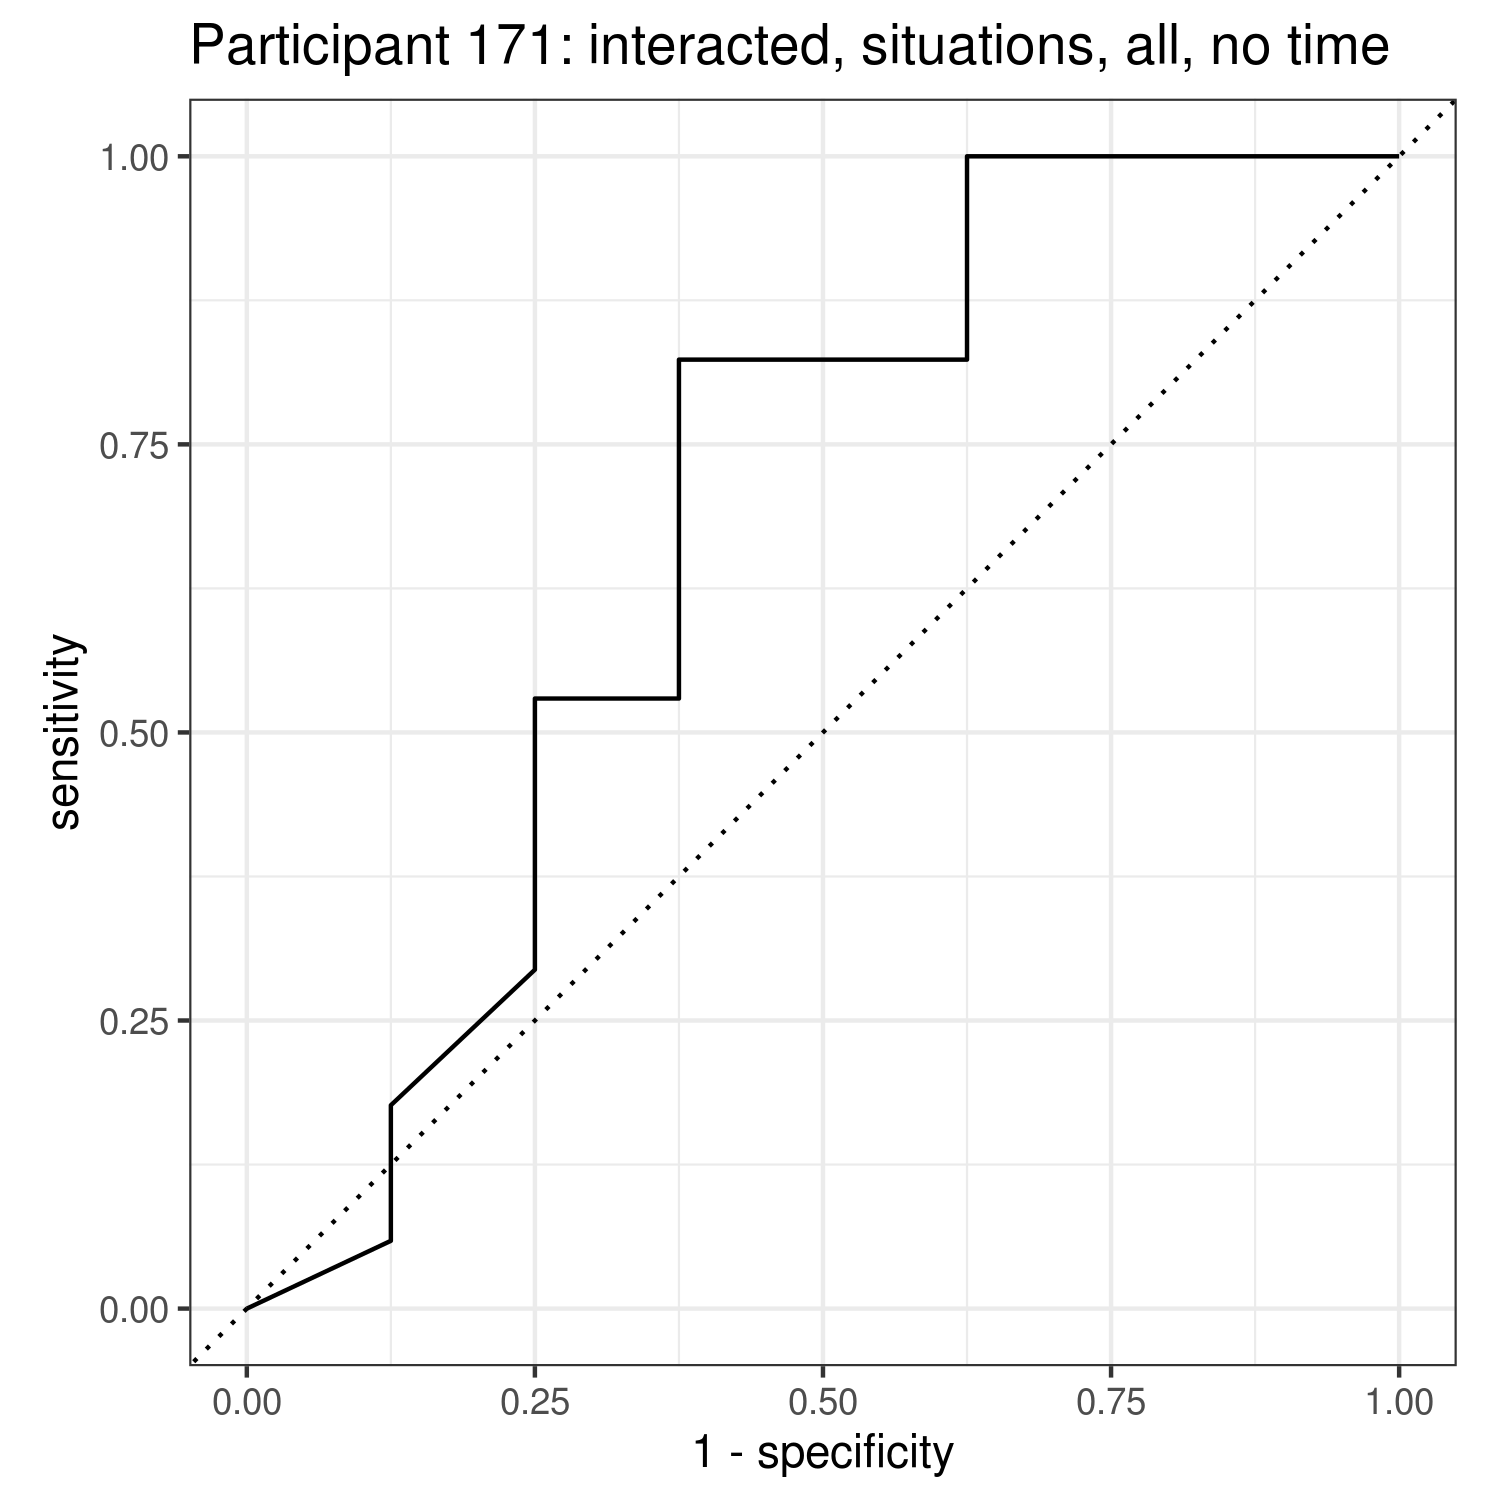 Participant 171: interacted, situations, all, no time
1.00
0.75
0.50
0.25
0.00
sensitivity
0.00 0.25 0.50 0.75 1.00
1 - specificity